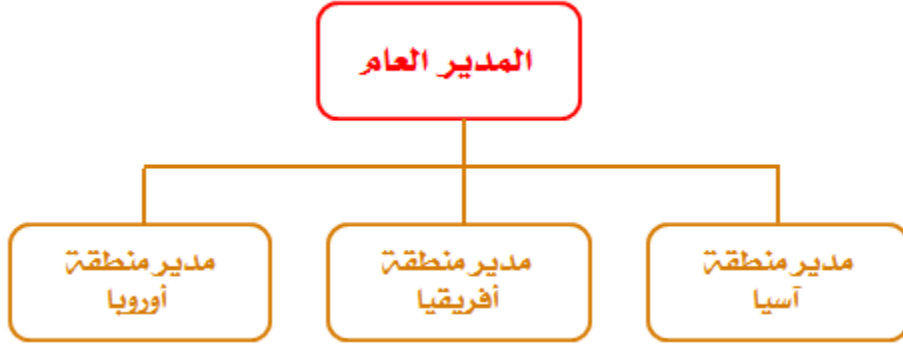 المدير العام
مدير منطقة
آسيا
مدير منطقة
أفريقيا
مدير منطقة
أوروبا